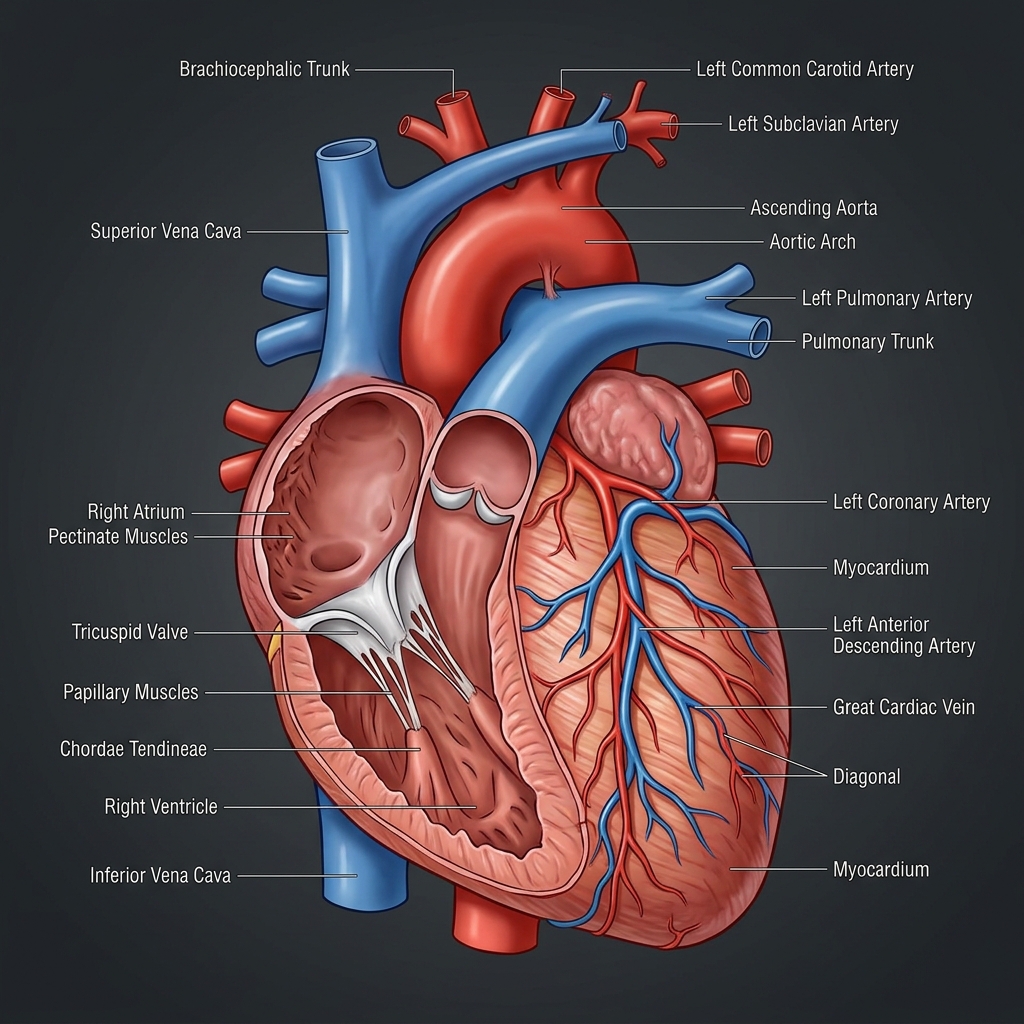 Brachiocephalic Trunk
Left Common Carotid Artery
Left Subclavian Artery
Ascending Aorta
Superior Vena Cava
Aortic Arch
Left Pulmonary Artery
Pulmonary Trunk
Left Coronary Artery
Right Atrium
Pectinate Muscles
Myocardium
Tricuspid Valve
Left Anterior
Descending Artery
Papillary Muscles
Great Cardiac Vein
Chordae Tendineae
Diagonal
Right Ventricle
Myocardium
Inferior Vena Cava